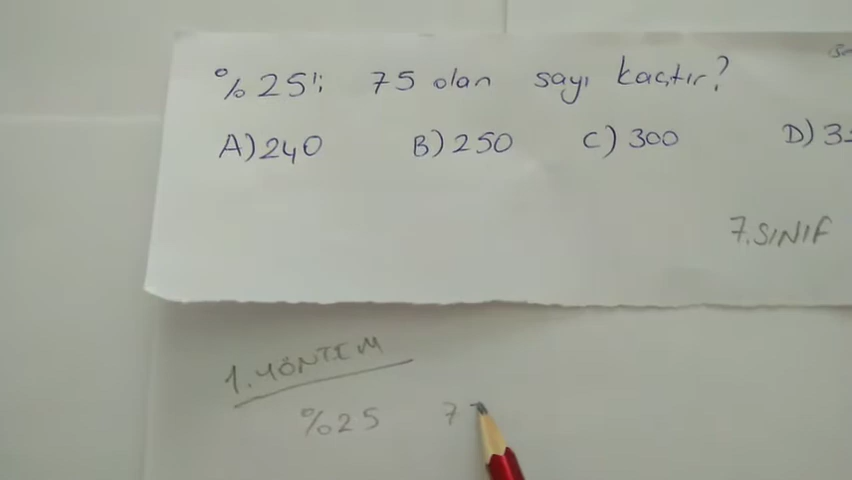 %25'i 75 olan sayı kaçtır?
A) 240 B) 250 C) 300 D)
7.SINIF
1.YÖNTEM
%25 7